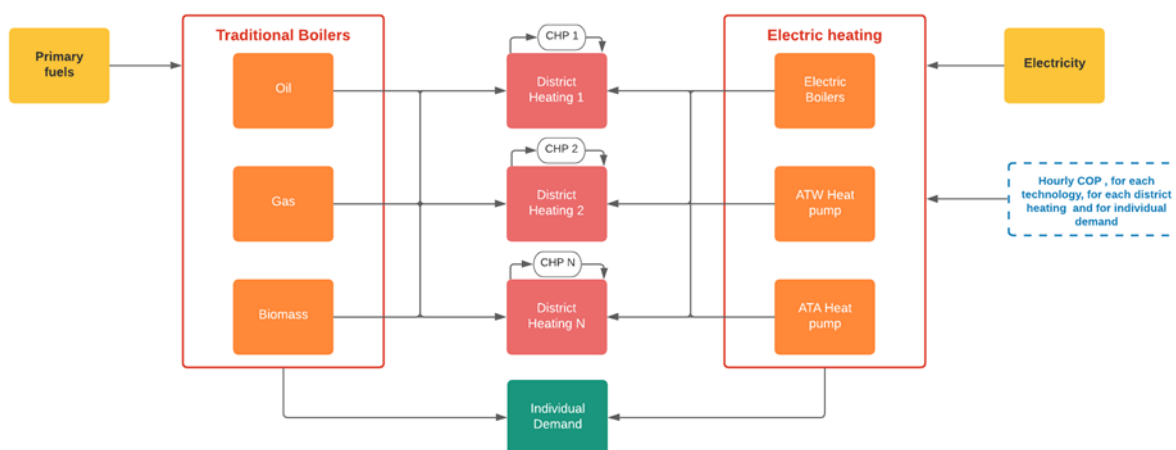 Primary
fuels
Traditional Boilers
Oil
Gas
Biomass
CHP 1
District
Heating 1
CHP 2
District
Heating 2
CHP N
District
Heating N
Individual
Demand
Electric heating
Electric
Boilers
ATW Heat
pump
ATA Heat
pump
Electricity
Hourly COP , for each
technology, for each district
heating and for individual
demand